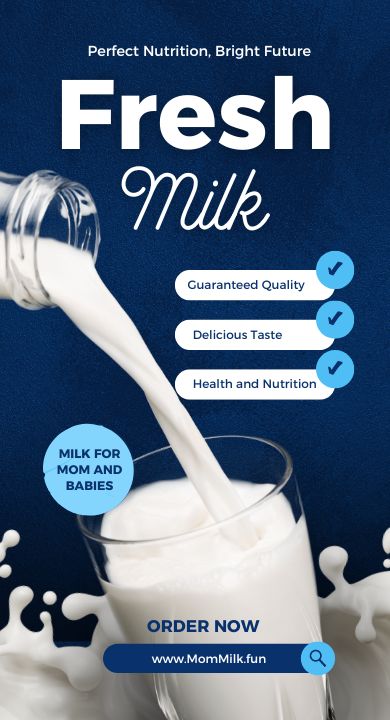 Perfect Nutrition, Bright Future
Fresh
Milk
Guaranteed Quality
Delicious Taste
Health and Nutrition
MILK FOR
MOM AND
BABIES
ORDER NOW
www.MomMilk.fun